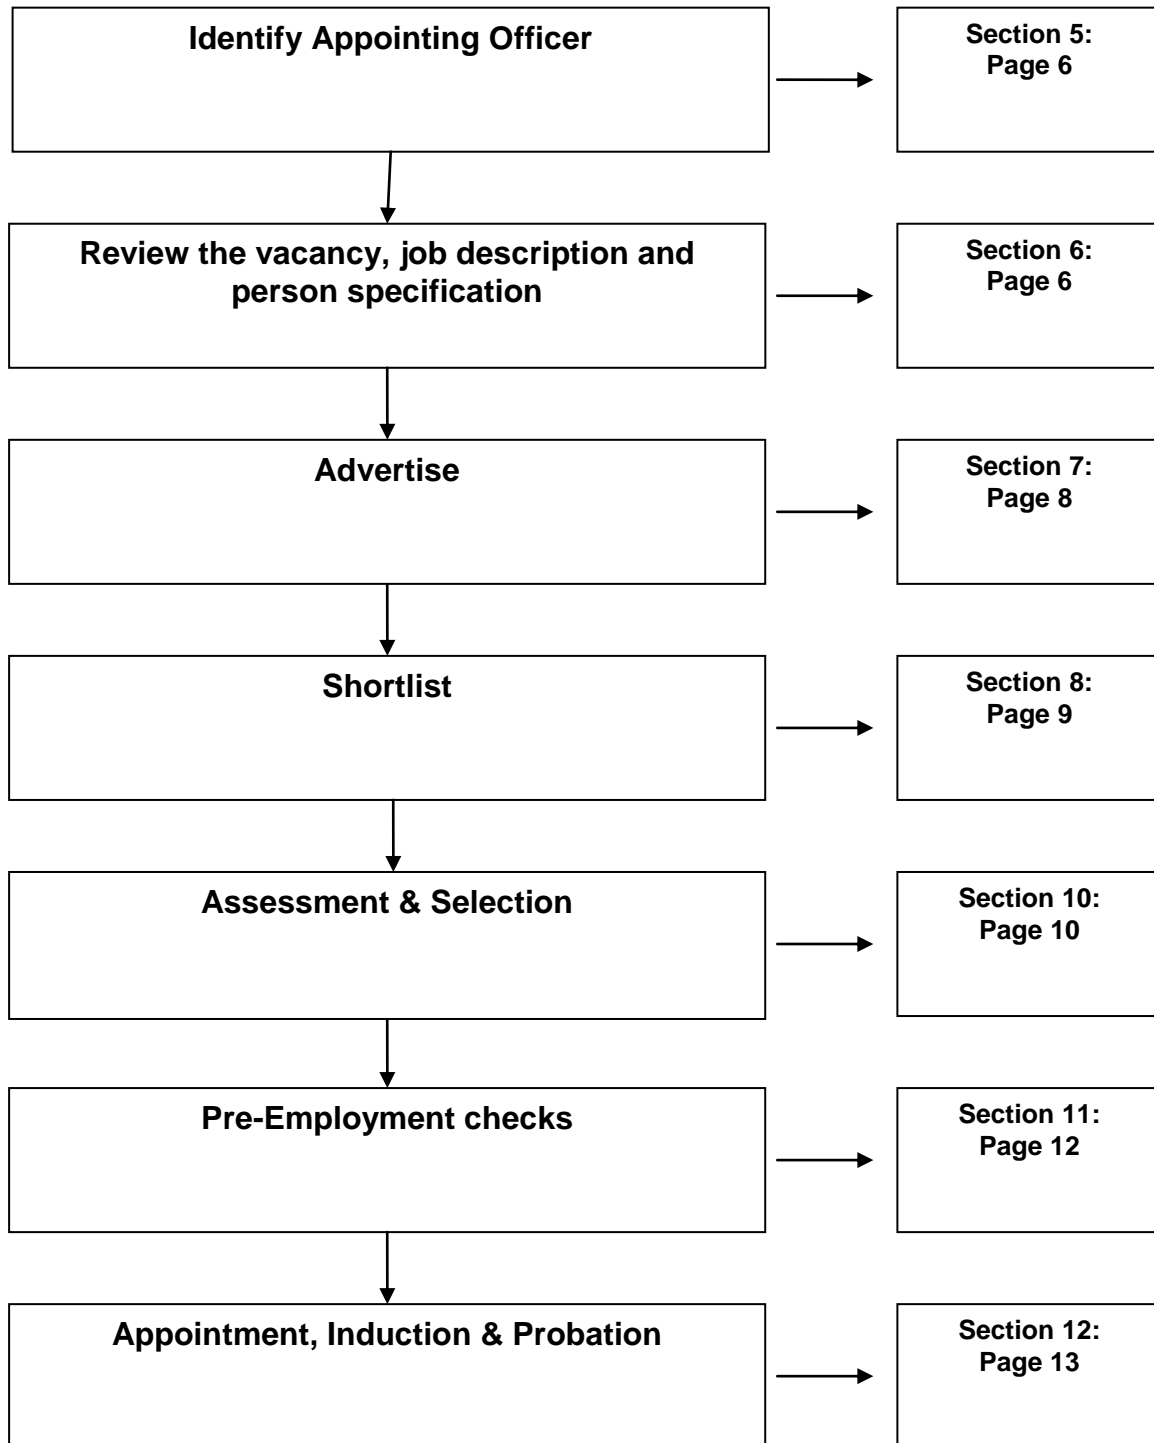 Identify Appointing Officer
Section 5:
Page 6
Review the vacancy, job description and
person specification
Section 6:
Page 6
Advertise
Section 7:
Page 8
Shortlist
Section 8:
Page 9
Assessment & Selection
Section 10:
Page 10
Pre-Employment checks
Section 11:
Page 12
Appointment, Induction & Probation
Section 12:
Page 13